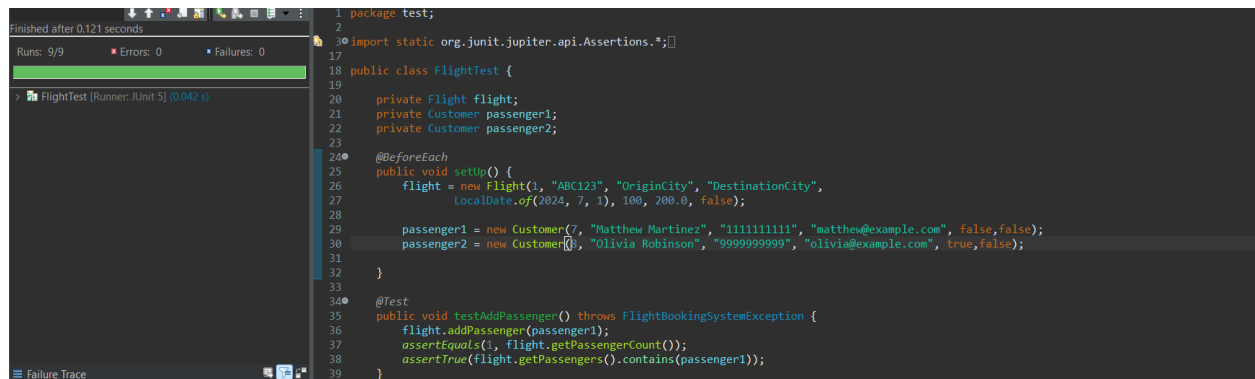 Finished after 0.121 seconds
Runs: 9/9 Errors: 0 Failures: 0
FlightTest [Runner: JUnit 5] (0.042 s)
Failure Trace
1 package test;
2
3 import static org.junit.jupiter.api.Assertions.*;
17
18 public class FlightTest {
19
20 private Flight flight;
21 private Customer passenger1;
22 private Customer passenger2;
23
24 @BeforeEach
25 public void setUp() {
26 flight = new Flight(1, "ABC123", "OriginCity", "DestinationCity",
27 LocalDate.of(2024, 7, 1), 100, 200.0, false);
28
29 passenger1 = new Customer(7, "Matthew Martinez", "1111111111", "matthew@example.com", false,false);
30 passenger2 = new Customer(8, "Olivia Robinson", "9999999999", "olivia@example.com", true,false);
31
32 }
33
34 @Test
35 public void testAddPassenger() throws FlightBookingSystemException {
36 flight.addPassenger(passenger1);
37 assertEquals(1, flight.getPassengerCount());
38 assertTrue(flight.getPassengers().contains(passenger1));
39 }